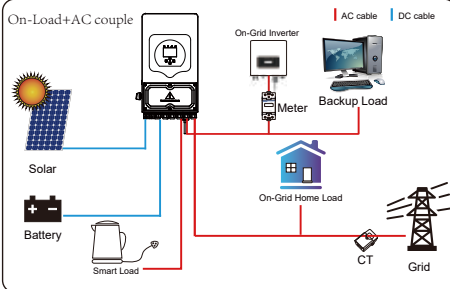 On-Load+AC couple
AC cable
DC cable
On-Grid Inverter
Meter
Backup Load
Solar
On-Grid Home Load
Battery
Smart Load
CT
Grid